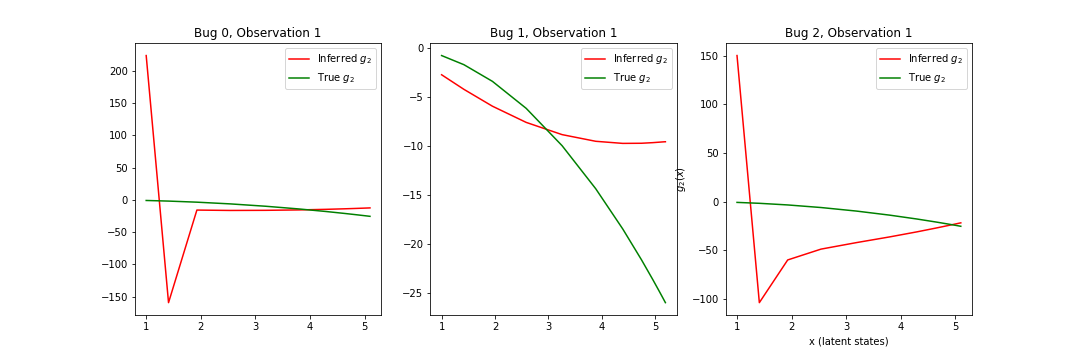 Bug 0, Observation 1
Inferred g₂
True g₂
200
150
100
50
0
−50
−100
−150
1 2 3 4 5
Bug 1, Observation 1
Inferred g₂
True g₂
0
−5
−10
−15
−20
−25
1 2 3 4 5
Bug 2, Observation 1
Inferred g₂
True g₂
g₂(x)
150
100
50
0
−50
−100
1 2 3 4 5
x (latent states)